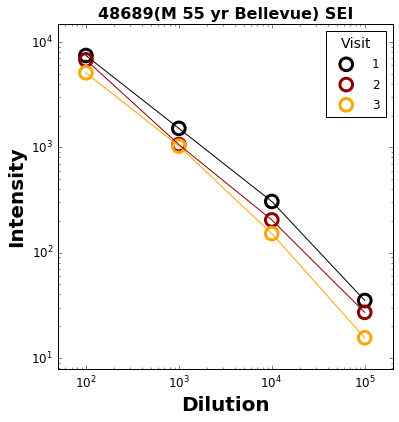 48689(M 55 yr Bellevue) SEI
Visit
1
2
3
10⁴
10³
10²
10¹
Intensity
10² 10³ 10⁴ 10⁵
Dilution